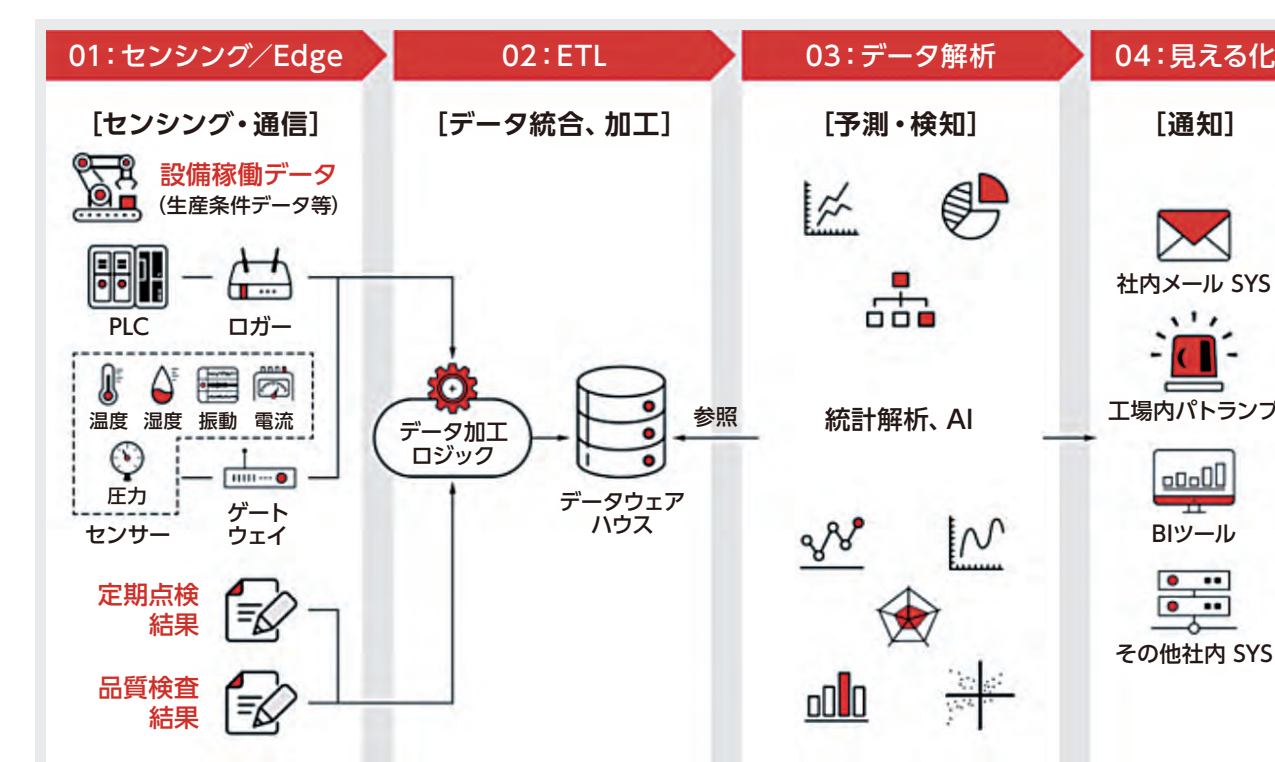 01：センシング／Edge
02：ETL
03：データ解析
04：見える化
［センシング・通信］
［データ統合、加工］
［予測・検知］
［通知］
設備稼働データ
（生産条件データ等）
PLC
ロガー
温度
湿度
振動
電流
圧力
センサー
ゲート
ウェイ
定期点検
結果
品質検査
結果
データ加工
ロジック
データウェア
ハウス
参照
統計解析、AI
社内メール SYS
工場内パトランプ
BIツール
その他社内 SYS